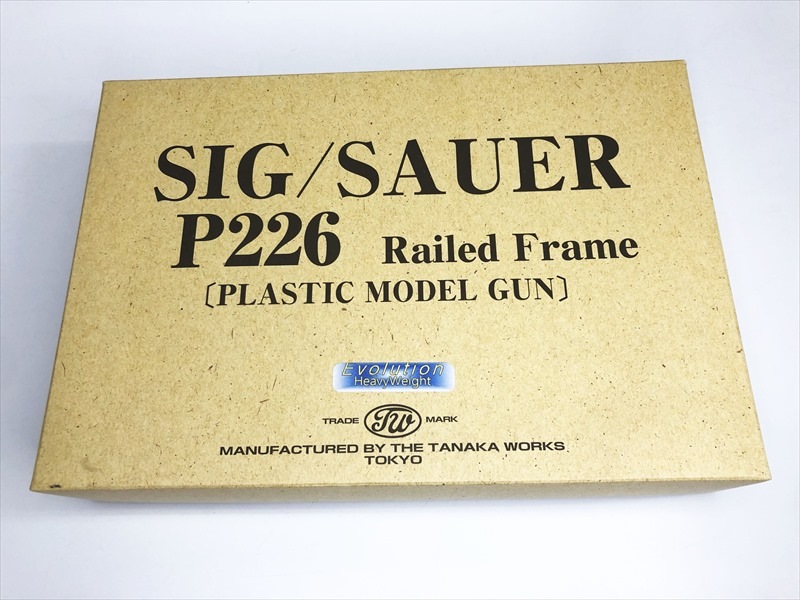 SIG/SAUER
P226 Railed Frame
〔PLASTIC MODEL GUN〕
Evolution
HeavyWeight
TRADE TW MARK
MANUFACTURED BY THE TANAKA WORKS
TOKYO